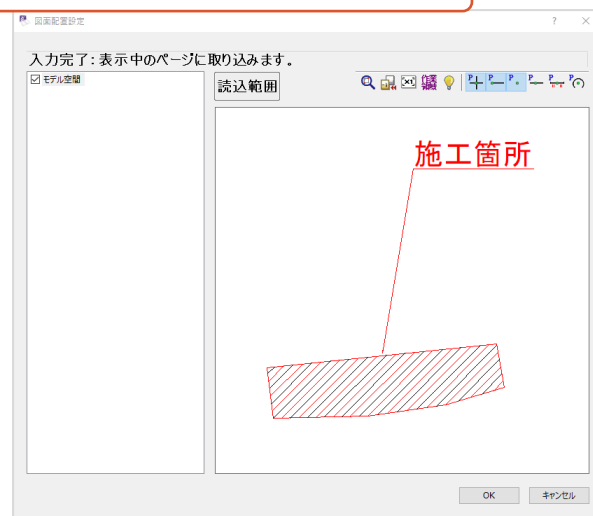 図面配置設定
入力完了:表示中のページに取り込みます。
モデル空間
読込範囲
施工箇所
OK
キャンセル